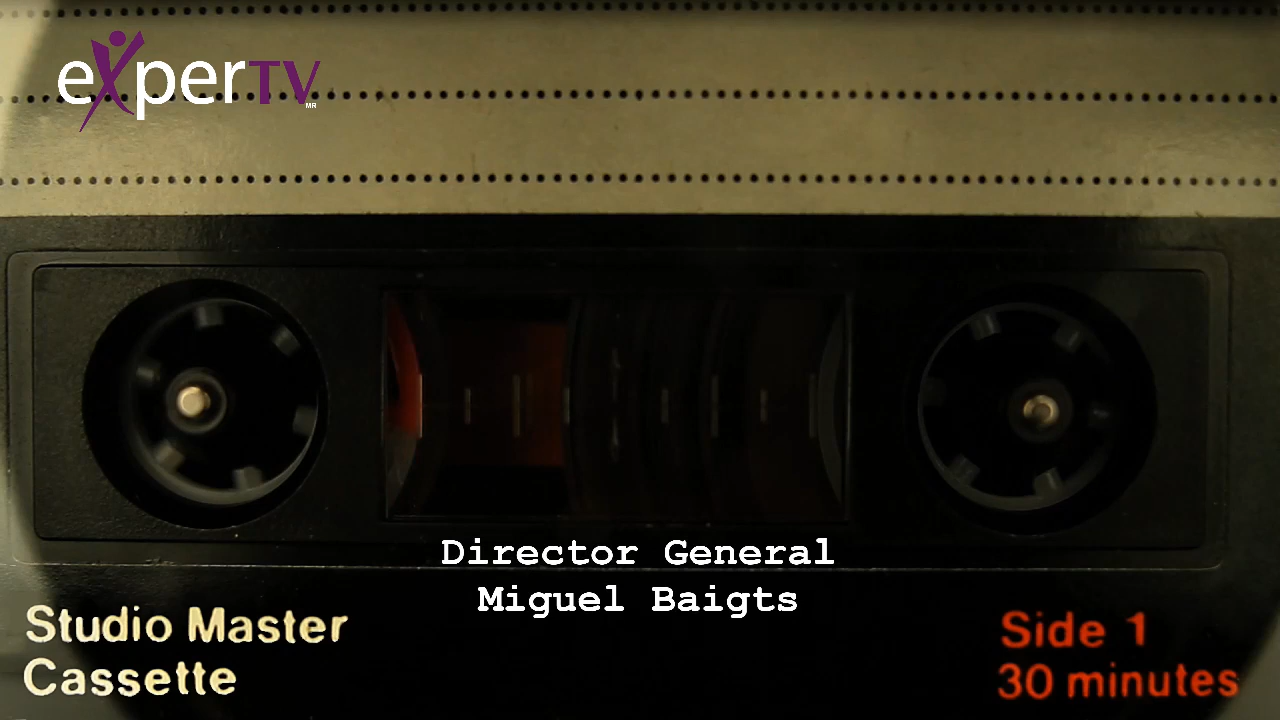 eXperTV
MR
Director General
Miguel Baigts
Studio Master
Cassette
Side 1
30 minutes